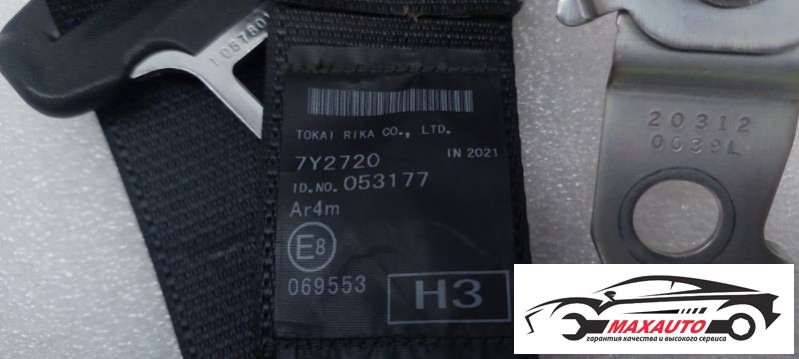 TOKAI RIKA CO., LTD.
7Y2720 IN 2021
ID.NO. 053177
Ar4m
E8
069553 H3
20312
0039L
MAXAUTO
гарантия качества и высокого сервиса